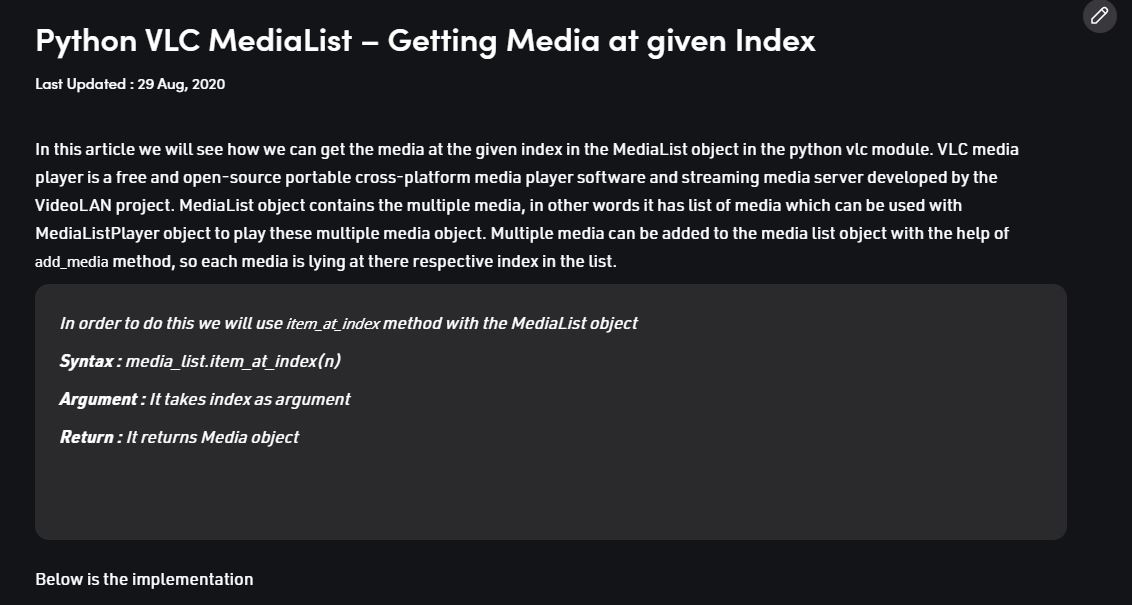 Python VLC MediaList – Getting Media at given Index
Last Updated : 29 Aug, 2020
In this article we will see how we can get the media at the given index in the MediaList object in the python vlc module. VLC media
player is a free and open-source portable cross-platform media player software and streaming media server developed by the
VideoLAN project. MediaList object contains the multiple media, in other words it has list of media which can be used with
MediaListPlayer object to play these multiple media object. Multiple media can be added to the media list object with the help of
add_media method, so each media is lying at there respective index in the list.
In order to do this we will use item_at_index method with the MediaList object
Syntax : media_list.item_at_index(n)
Argument : It takes index as argument
Return : It returns Media object
Below is the implementation